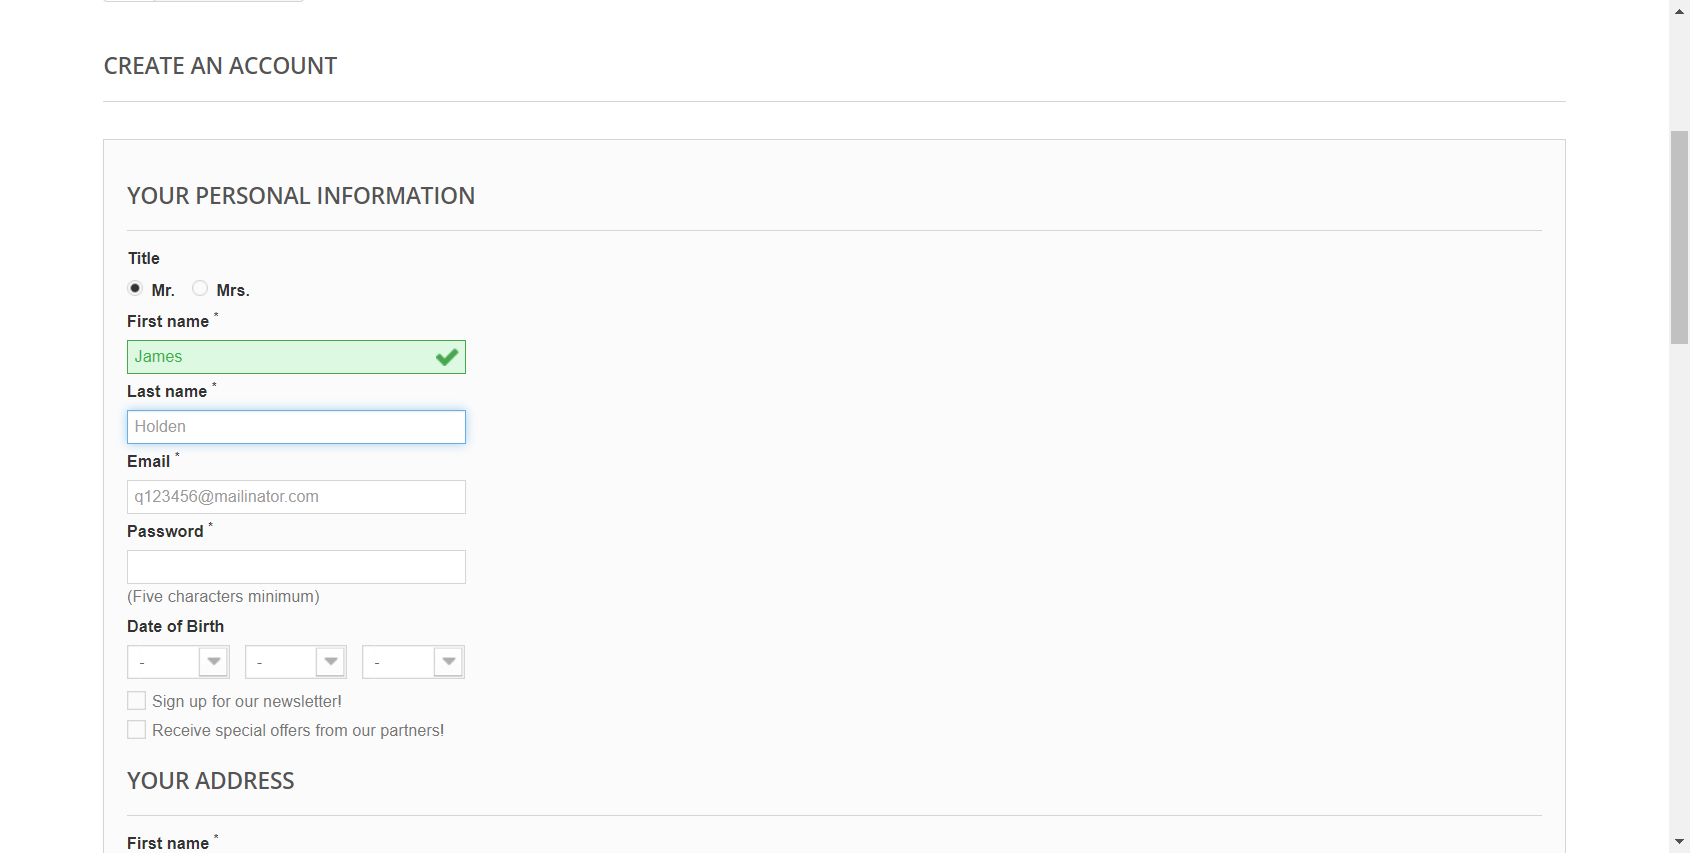 CREATE AN ACCOUNT
YOUR PERSONAL INFORMATION
Title
Mr. Mrs.
First name *
James
Last name *
Holden
Email *
q123456@mailinator.com
Password *
(Five characters minimum)
Date of Birth
- - -
Sign up for our newsletter!
Receive special offers from our partners!
YOUR ADDRESS
First name *